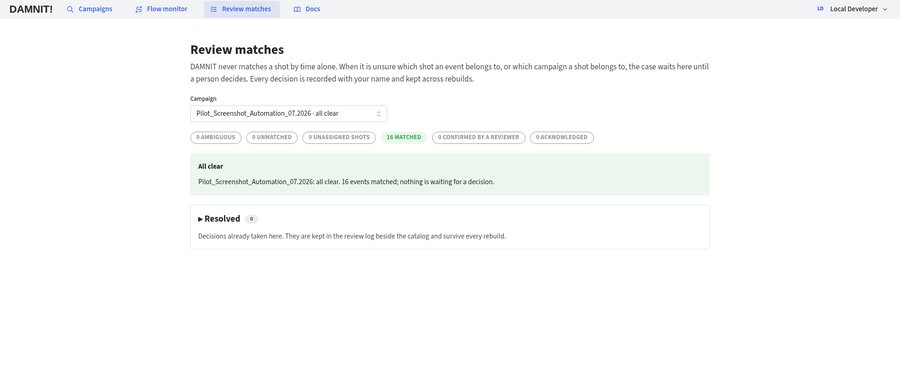 DAMNIT! Campaigns Flow monitor Review matches Docs LD Local Developer
Review matches
DAMNIT never matches a shot by time alone. When it is unsure which shot an event belongs to, or which campaign a shot belongs to, the case waits here until
a person decides. Every decision is recorded with your name and kept across rebuilds.
Campaign
Pilot_Screenshot_Automation_07.2026 · all clear
0 AMBIGUOUS 0 UNMATCHED 0 UNASSIGNED SHOTS 16 MATCHED 0 CONFIRMED BY A REVIEWER 0 ACKNOWLEDGED
All clear
Pilot_Screenshot_Automation_07.2026: all clear. 16 events matched; nothing is waiting for a decision.
Resolved 0
Decisions already taken here. They are kept in the review log beside the catalog and survive every rebuild.